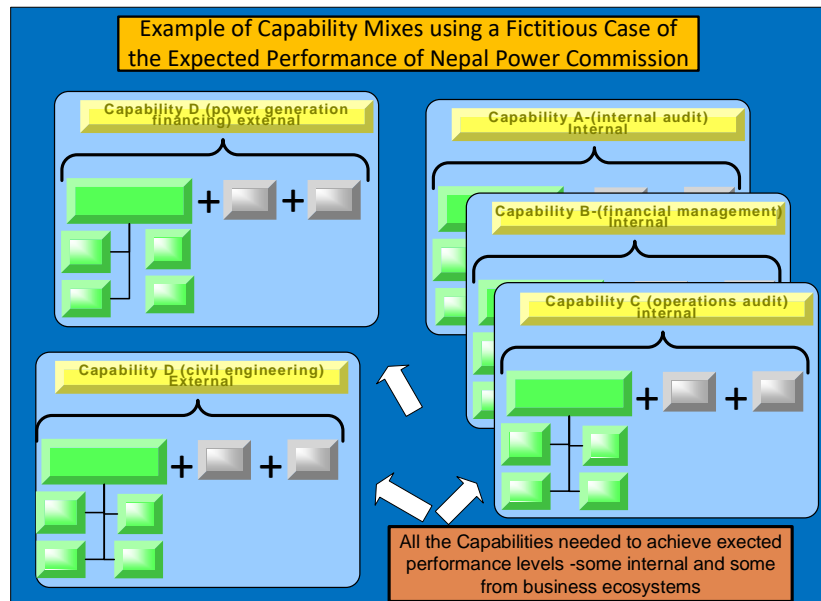 Example of Capability Mixes using a Fictitious Case of
the Expected Performance of Nepal Power Commission
Capability D (power generation
financing) external
+ +
Capability A-(internal audit)
Internal
Capability B-(financial management)
Internal
Capability C (operations audit)
internal
+ +
Capability D (civil engineering)
External
+ +
All the Capabilities needed to achieve exected
performance levels -some internal and some
from business ecosystems